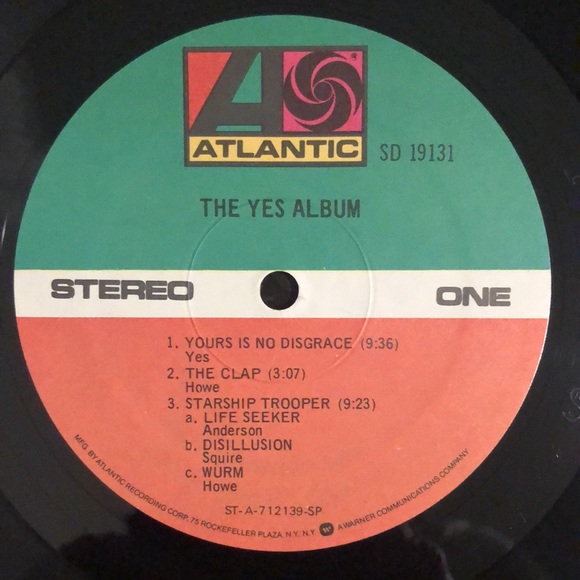 ATLANTIC
SD 19131
THE YES ALBUM
STEREO
ONE
1. YOURS IS NO DISGRACE (9:36)
Yes
2. THE CLAP (3:07)
Howe
3. STARSHIP TROOPER (9:23)
a. LIFE SEEKER
Anderson
b. DISILLUSION
Squire
c. WURM
Howe
ST-A-712139-SP
MFG. BY ATLANTIC RECORDING CORP. 75 ROCKEFELLER PLAZA, N.Y. N.Y. W A WARNER COMMUNICATIONS COMPANY